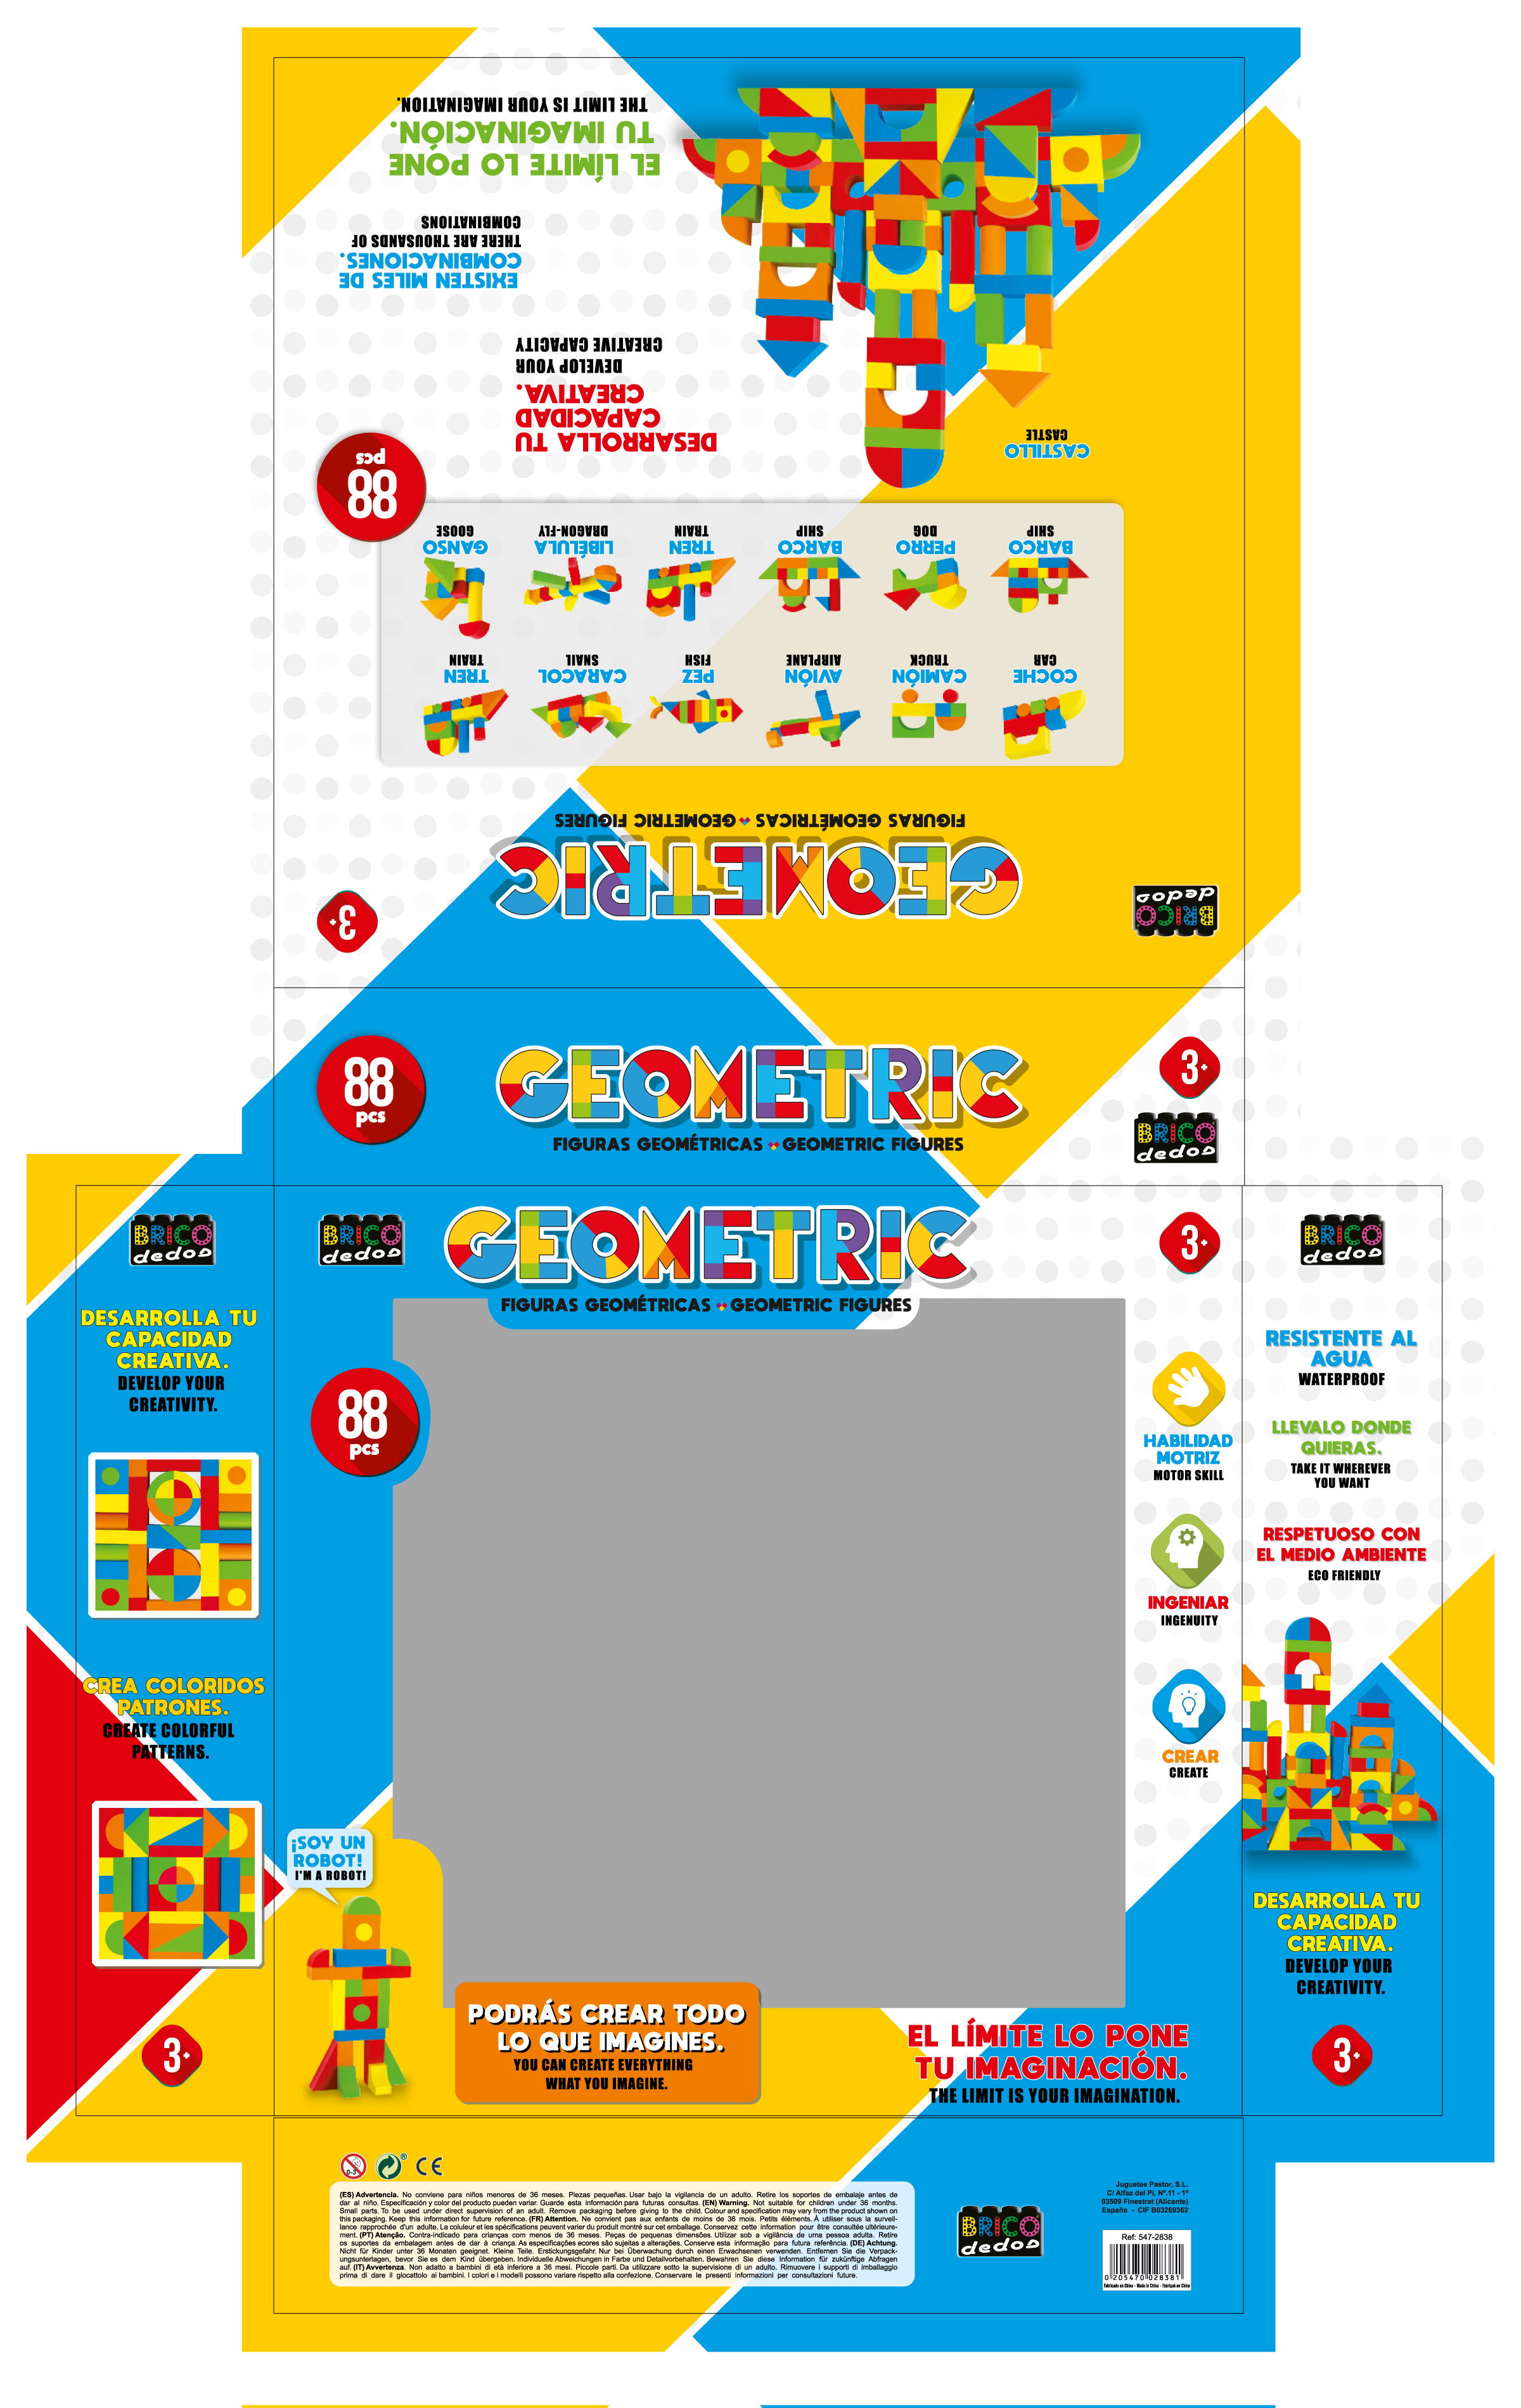 THE LIMIT IS YOUR IMAGINATION.
TU IMAGINACIÓN.
EL LÍMITE LO PONE
COMBINATIONS
THERE ARE THOUSANDS OF
COMBINACIONES.
EXISTEN MILES DE
CREATIVE CAPACITY
DEVELOP YOUR
CREATIVA.
CAPACIDAD
DESARROLLA TU
CASTLE
CASTILLO
88
pcs
GOOSE
GANSO
DRAGON-FLY
LIBÉLULA
TRAIN
TREN
SHIP
BARCO
DOG
PERRO
SHIP
BARCO
TRAIN
TREN
SNAIL
CARACOL
FISH
PEZ
AIRPLANE
AVIÓN
TRUCK
CAMIÓN
CAR
COCHE
FIGURAS GEOMÉTRICAS GEOMETRIC FIGURES
GEOMETRIC
3+
BRICO
dedos
88
pcs
GEOMETRIC
FIGURAS GEOMÉTRICAS GEOMETRIC FIGURES
3+
BRICO
dedos
BRICO
dedos
DESARROLLA TU
CAPACIDAD
CREATIVA.
DEVELOP YOUR
CREATIVITY.
CREA COLORIDOS
PATRONES.
CREATE COLORFUL
PATTERNS.
3+
BRICO
dedos
GEOMETRIC
FIGURAS GEOMÉTRICAS GEOMETRIC FIGURES
3+
88
pcs
HABILIDAD
MOTRIZ
MOTOR SKILL
INGENIAR
INGENUITY
CREAR
CREATE
¡SOY UN
ROBOT!
I'M A ROBOT!
PODRÁS CREAR TODO
LO QUE IMAGINES.
YOU CAN CREATE EVERYTHING
WHAT YOU IMAGINE.
EL LÍMITE LO PONE
TU IMAGINACIÓN.
THE LIMIT IS YOUR IMAGINATION.
BRICO
dedos
RESISTENTE AL
AGUA
WATERPROOF
LLEVALO DONDE
QUIERAS.
TAKE IT WHEREVER
YOU WANT
RESPETUOSO CON
EL MEDIO AMBIENTE
ECO FRIENDLY
DESARROLLA TU
CAPACIDAD
CREATIVA.
DEVELOP YOUR
CREATIVITY.
3+
0-3
® CE
(ES) Advertencia. No conviene para niños menores de 36 meses. Piezas pequeñas. Usar bajo la vigilancia de un adulto. Retire los soportes de embalaje antes de
dar al niño. Especificación y color del producto pueden variar. Guarde esta información para futuras consultas. (EN) Warning. Not suitable for children under 36 months.
Small parts. To be used under direct supervision of an adult. Remove packaging before giving to the child. Colour and specification may vary from the product shown on
this packaging. Keep this information for future reference. (FR) Attention. Ne convient pas aux enfants de moins de 36 mois. Petits éléments. À utiliser sous la surveil-
lance rapprochée d'un adulte. La couleur et les spécifications peuvent varier du produit montré sur cet emballage. Conservez cette information pour être consultée ultérieure-
ment. (PT) Atenção. Contra-indicado para crianças com menos de 36 meses. Peças de pequenas dimensões. Utilizar sob a vigilância de uma pessoa adulta. Retire
os suportes da embalagem antes de dar à criança. As especificações ecores são sujeitas a alterações. Conserve esta informação para futura referência. (DE) Achtung.
Nicht für Kinder unter 36 Monaten geeignet. Kleine Teile. Erstickungsgefahr. Nur bei Überwachung durch einen Erwachsenen verwenden. Entfernen Sie die Verpack-
ungsunterlagen, bevor Sie es dem Kind übergeben. Individuelle Abweichungen in Farbe und Detailvorbehalten. Bewahren Sie diese Information für zukünftige Abfragen
auf. (IT) Avvertenza. Non adatto a bambini di età inferiore a 36 mesi. Piccole parti. Da utilizzare sotto la supervisione di un adulto. Rimuovere i supporti di imballaggio
prima di dare il giocattolo ai bambini. I colori e i modelli possono variare rispetto alla confezione. Conservare le presenti informazioni per consultazioni future.
BRICO
dedos
Juguetes Pastor, S.L.
C/ Alfaz del Pi, Nº.11 - 1º
03509 Finestrat (Alicante)
España - CIF B03269362
Ref: 547-2838
0 205470 028381
Fabricado en China - Made in China - Fabriqué en Chine